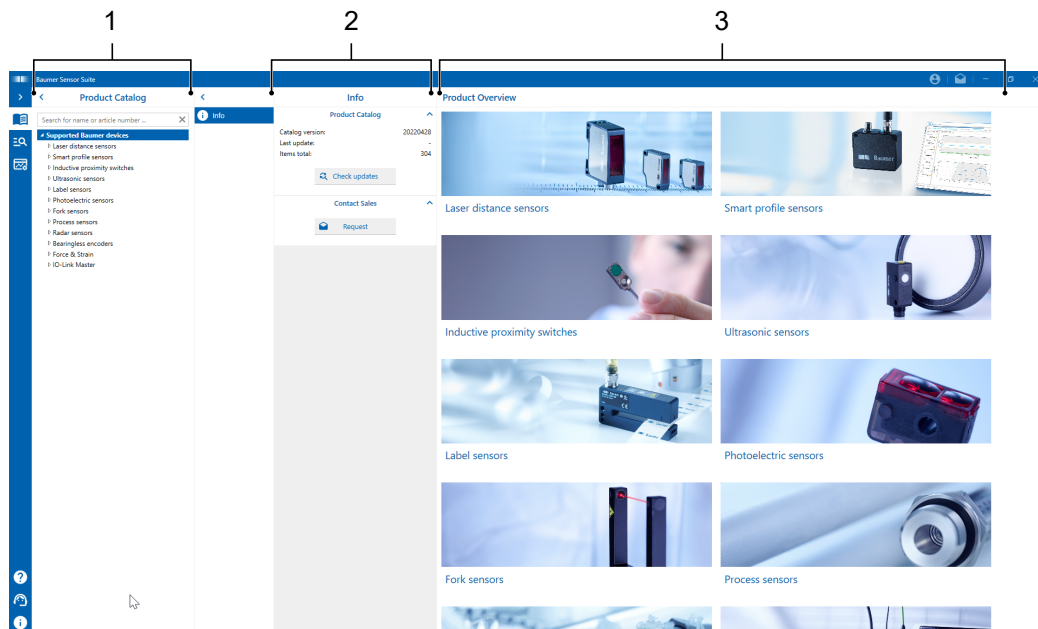 1
2
3
Baumer Sensor Suite
Product Catalog
Search for name or article number ...
Supported Baumer devices
Laser distance sensors
Smart profile sensors
Inductive proximity switches
Ultrasonic sensors
Label sensors
Photoelectric sensors
Fork sensors
Process sensors
Radar sensors
Bearingless encoders
Force & Strain
IO-Link Master
Info
Info
Product Catalog
Catalog version: 20220428
Last update: -
Items total: 304
Check updates
Contact Sales
Request
Product Overview
Baumer
Laser distance sensors
Smart profile sensors
Inductive proximity switches
Ultrasonic sensors
Label sensors
Photoelectric sensors
Fork sensors
Process sensors